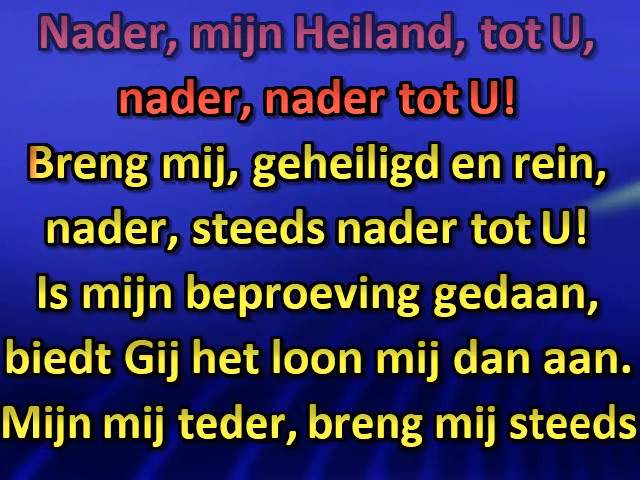 Nader, mijn Heiland, tot U,
nader, nader tot U!
Breng mij, geheiligd en rein,
nader, steeds nader tot U!
Is mijn beproeving gedaan,
biedt Gij het loon mij dan aan.
Mijn mij teder, breng mij steeds